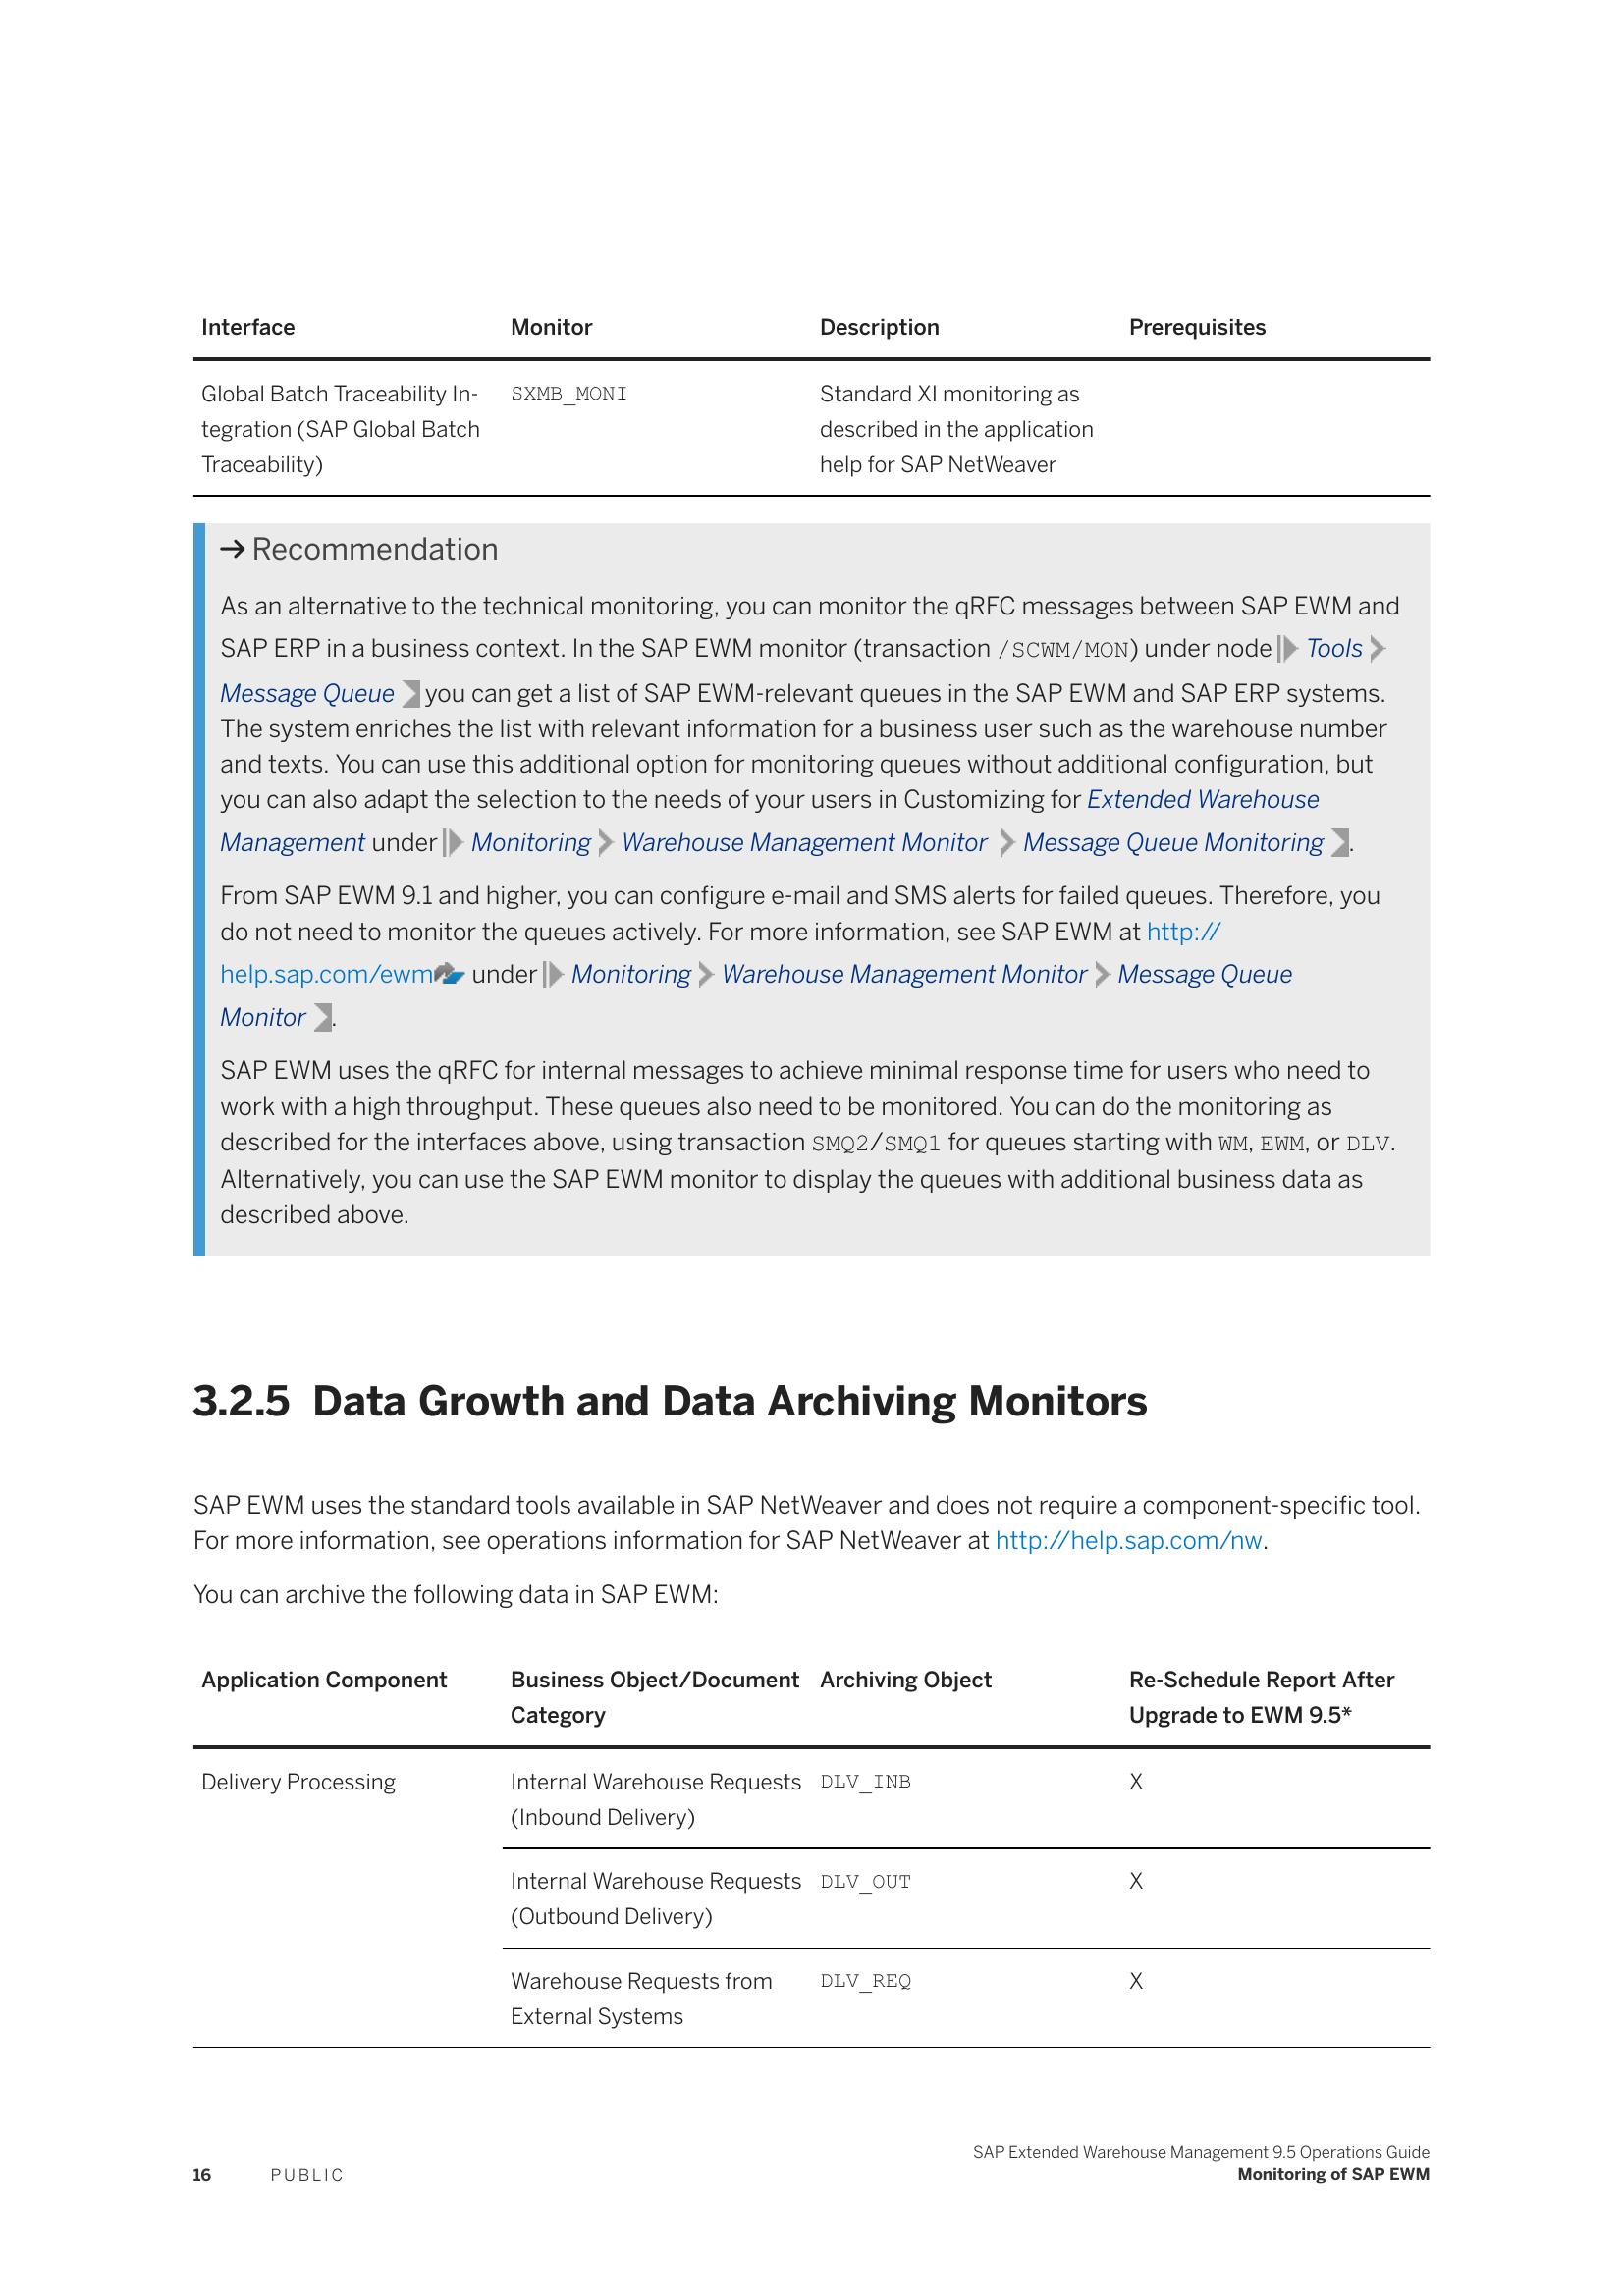 Interface Monitor Description Prerequisites
Global Batch Traceability In- SXMB_MONI Standard XI monitoring as
tegration (SAP Global Batch described in the application
Traceability) help for SAP NetWeaver
→ Recommendation
As an alternative to the technical monitoring, you can monitor the qRFC messages between SAP EWM and
SAP ERP in a business context. In the SAP EWM monitor (transaction /SCWM/MON) under node Tools
Message Queue you can get a list of SAP EWM-relevant queues in the SAP EWM and SAP ERP systems.
The system enriches the list with relevant information for a business user such as the warehouse number
and texts. You can use this additional option for monitoring queues without additional configuration, but
you can also adapt the selection to the needs of your users in Customizing for Extended Warehouse
Management under Monitoring Warehouse Management Monitor Message Queue Monitoring .
From SAP EWM 9.1 and higher, you can configure e-mail and SMS alerts for failed queues. Therefore, you
do not need to monitor the queues actively. For more information, see SAP EWM at http://
help.sap.com/ewm under Monitoring Warehouse Management Monitor Message Queue
Monitor .
SAP EWM uses the qRFC for internal messages to achieve minimal response time for users who need to
work with a high throughput. These queues also need to be monitored. You can do the monitoring as
described for the interfaces above, using transaction SMQ2/SMQ1 for queues starting with WM, EWM, or DLV.
Alternatively, you can use the SAP EWM monitor to display the queues with additional business data as
described above.
3.2.5 Data Growth and Data Archiving Monitors
SAP EWM uses the standard tools available in SAP NetWeaver and does not require a component-specific tool.
For more information, see operations information for SAP NetWeaver at http://help.sap.com/nw.
You can archive the following data in SAP EWM:
Application Component Business Object/Document Archiving Object Re-Schedule Report After
Category Upgrade to EWM 9.5*
Delivery Processing Internal Warehouse Requests DLV_INB X
(Inbound Delivery)
Internal Warehouse Requests DLV_OUT X
(Outbound Delivery)
Warehouse Requests from DLV_REQ X
External Systems
SAP Extended Warehouse Management 9.5 Operations Guide
16 PUBLIC Monitoring of SAP EWM